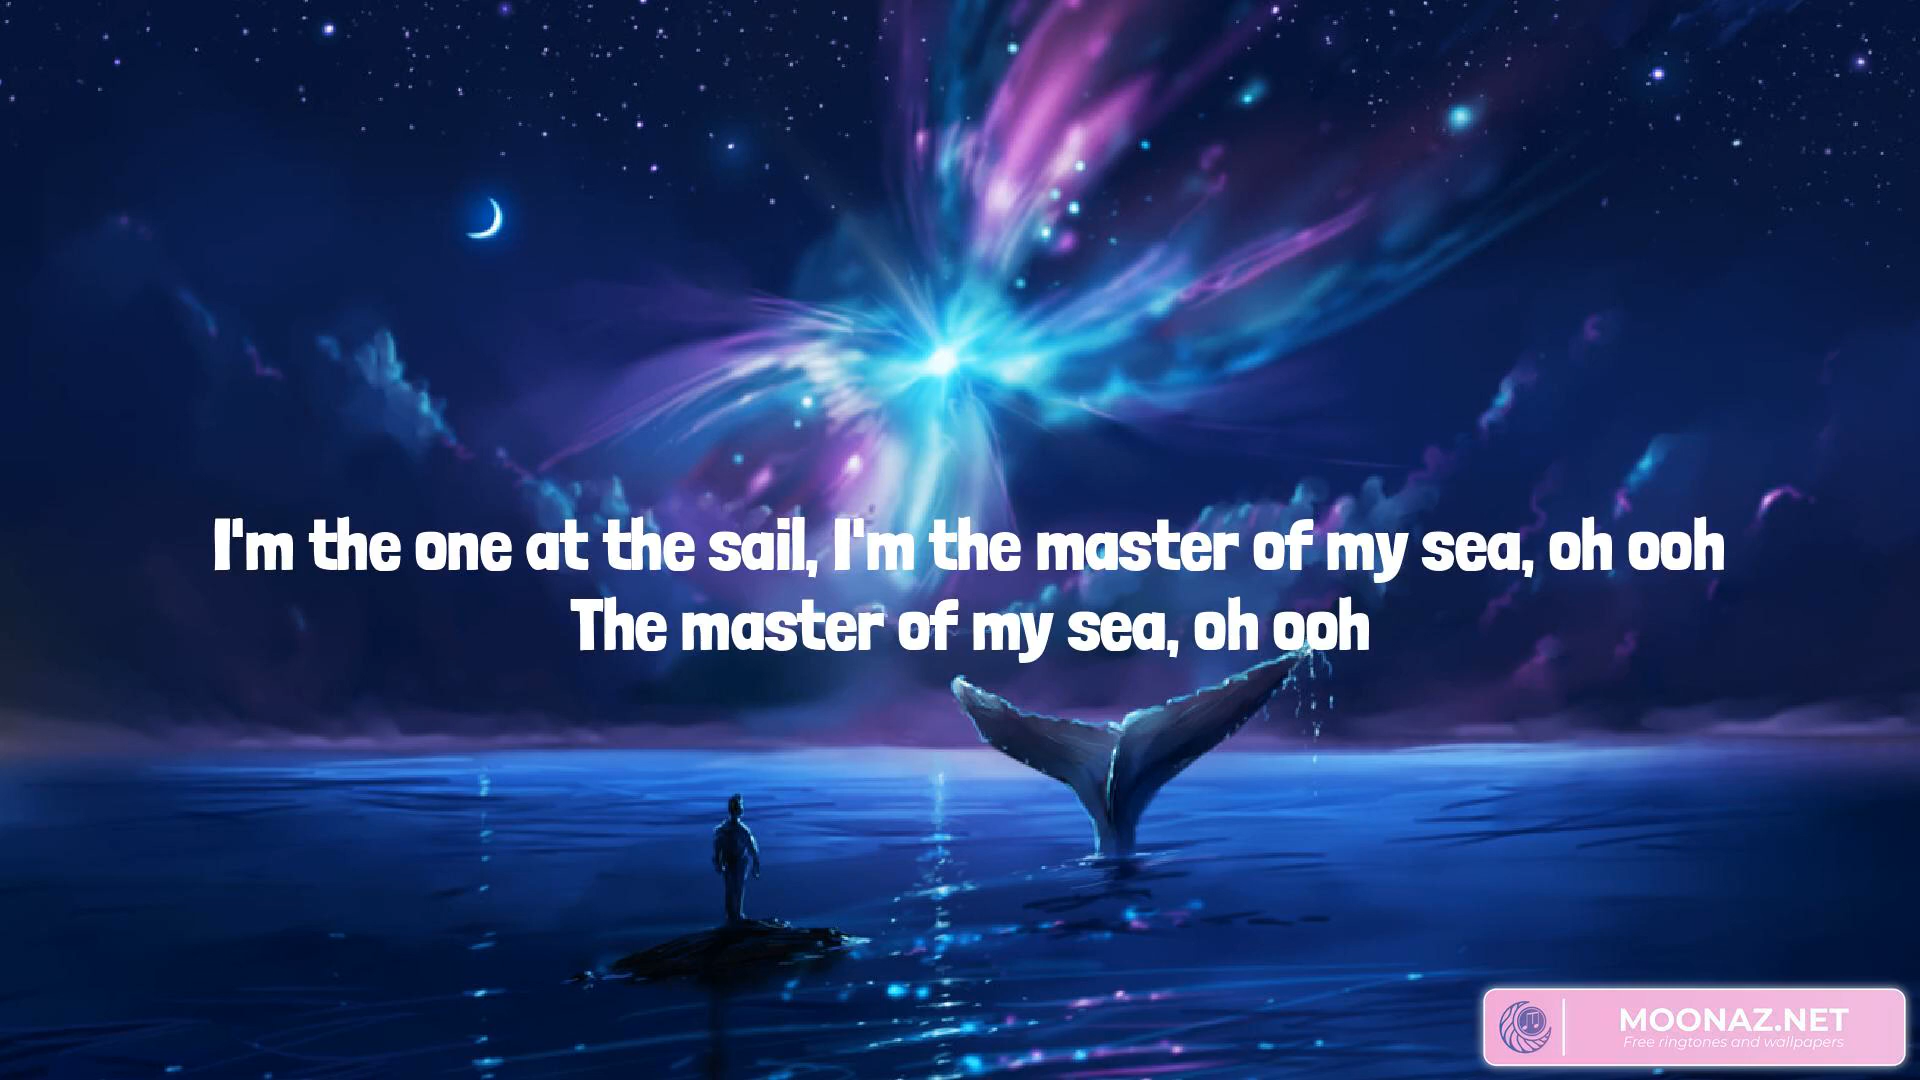 I'm the one at the sail, I'm the master of my sea, oh ooh
The master of my sea, oh ooh
MOONAZ.NET
Free ringtones and wallpapers